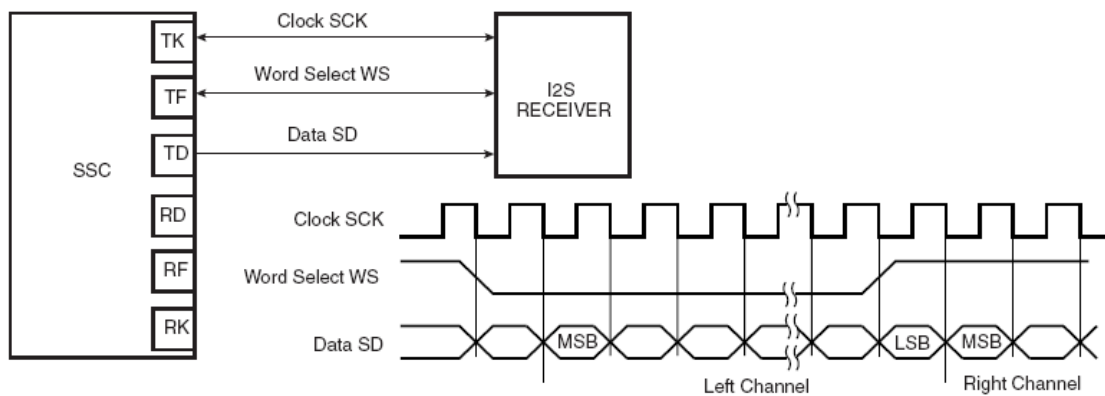 Clock SCK
TK
Word Select WS
TF
I2S
RECEIVER
Data SD
TD
SSC
RD
Clock SCK
RF
Word Select WS
RK
Data SD
MSB
LSB
MSB
Left Channel
Right Channel